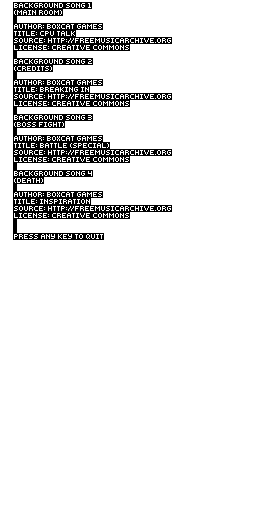 BACKGROUND SONG 1
(MAIN ROOM)
AUTHOR: BOXCAT GAMES
TITLE: CPU TALK
SOURCE: HTTP://FREEMUSICARCHIVE.ORG
LICENSE: CREATIVE COMMONS
BACKGROUND SONG 2
(CREDITS)
AUTHOR: BOXCAT GAMES
TITLE: BREAKING IN
SOURCE: HTTP://FREEMUSICARCHIVE.ORG
LICENSE: CREATIVE COMMONS
BACKGROUND SONG 3
(BOSS FIGHT)
AUTHOR: BOXCAT GAMES
TITLE: BATTLE (SPECIAL)
SOURCE: HTTP://FREEMUSICARCHIVE.ORG
LICENSE: CREATIVE COMMONS
BACKGROUND SONG 4
(DEATH)
AUTHOR: BOXCAT GAMES
TITLE: INSPIRATION
SOURCE: HTTP://FREEMUSICARCHIVE.ORG
LICENSE: CREATIVE COMMONS
PRESS ANY KEY TO QUIT